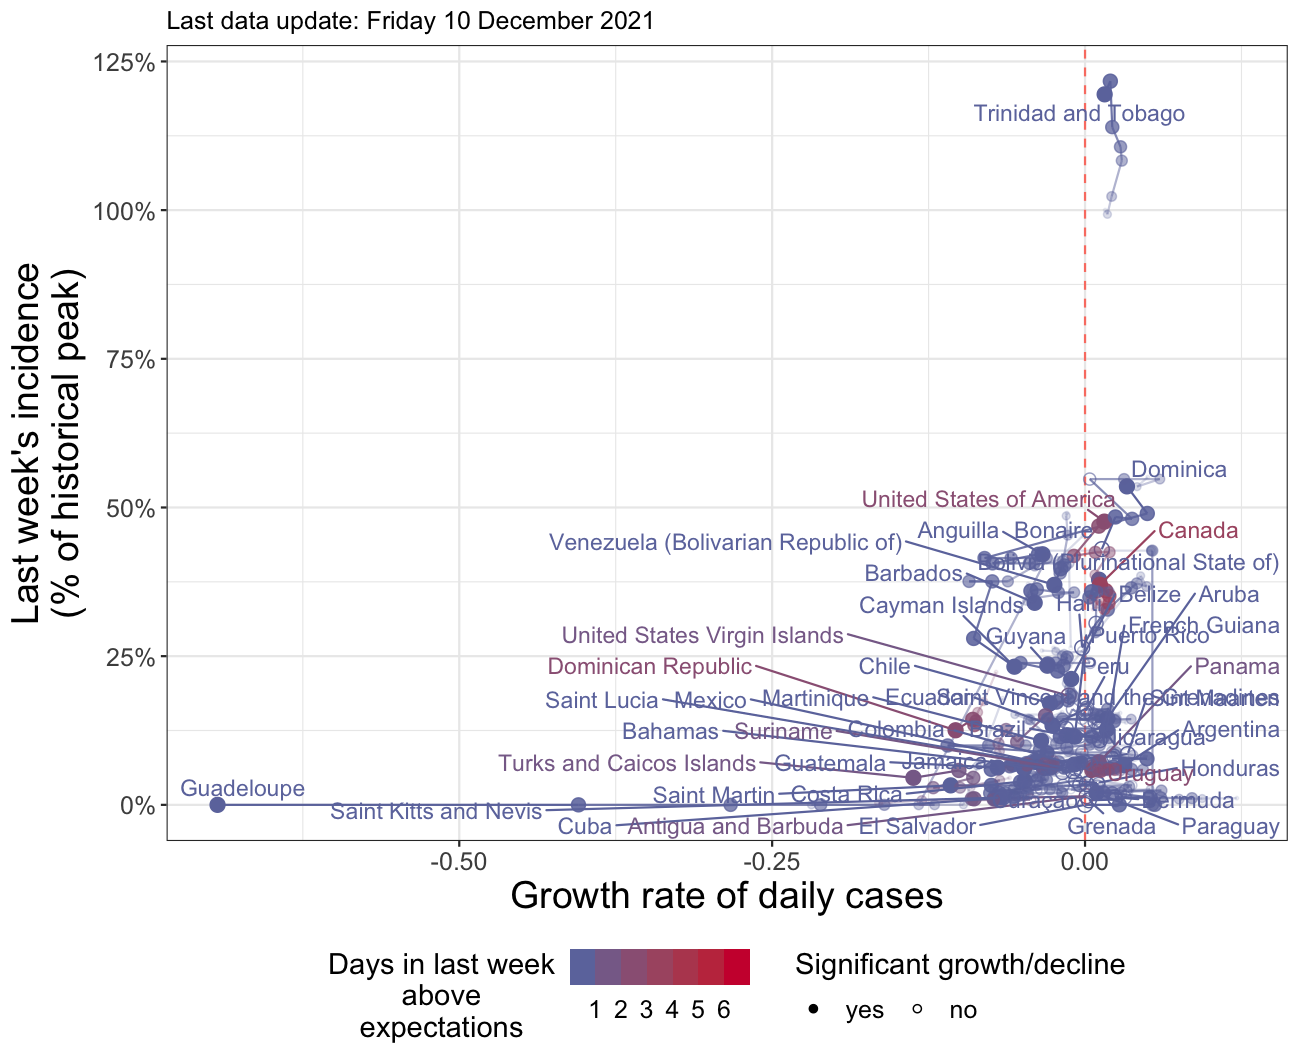 Last data update: Friday 10 December 2021
125%
100%
75%
50%
25%
0%
Last week's incidence
(% of historical peak)
Trinidad and Tobago
Dominica
United States of America
Anguilla
Bonaire
Canada
Venezuela (Bolivarian Republic of)
Bolivia (Plurinational State of)
Barbados
Cayman Islands
Haiti
Belize
Aruba
French Guiana
United States Virgin Islands
Guyana
Puerto Rico
Dominican Republic
Chile
Peru
Panama
Saint Lucia
Mexico
Martinique
Ecuador
Saint Vincent and the Grenadines
Sint Maarten
Bahamas
Suriname
Colombia
Brazil
Nicaragua
Argentina
Turks and Caicos Islands
Guatemala
Jamaica
Uruguay
Honduras
Guadeloupe
Saint Martin
Costa Rica
Curacao
Bermuda
Saint Kitts and Nevis
Cuba
Antigua and Barbuda
El Salvador
Grenada
Paraguay
-0.50
-0.25
0.00
Growth rate of daily cases
Days in last week
above
expectations
1 2 3 4 5 6
Significant growth/decline
yes
no